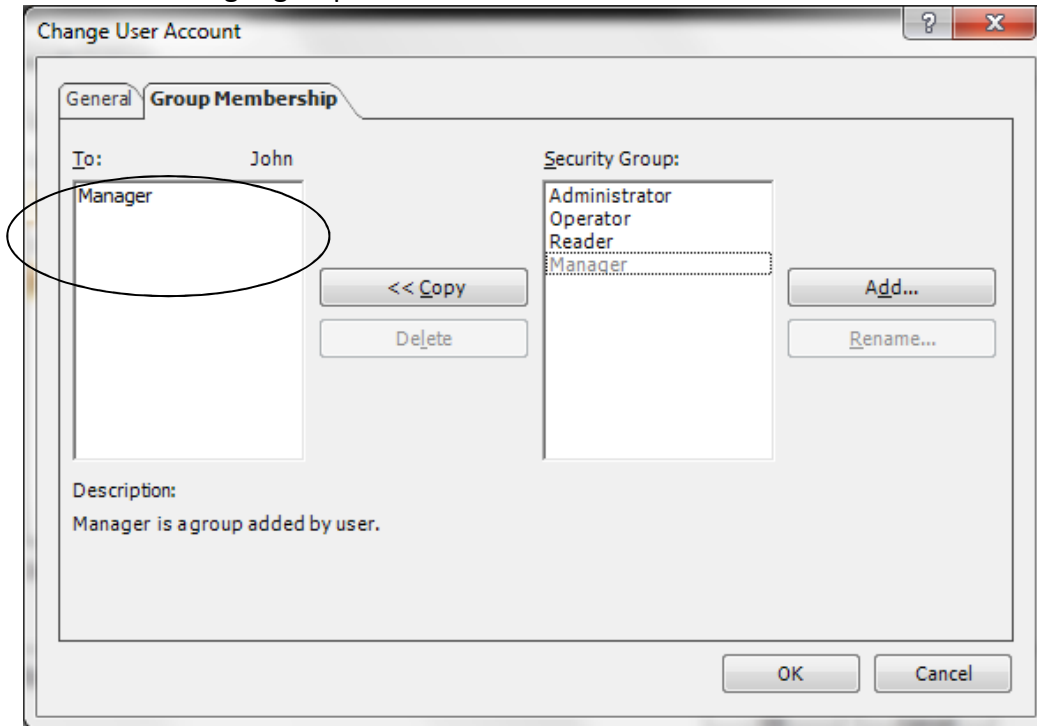 Change User Account
General Group Membership
To: John
Security Group:
Manager
Administrator
Operator
Reader
Manager
<< Copy
Add...
Delete
Rename...
Description:
Manager is a group added by user.
OK Cancel